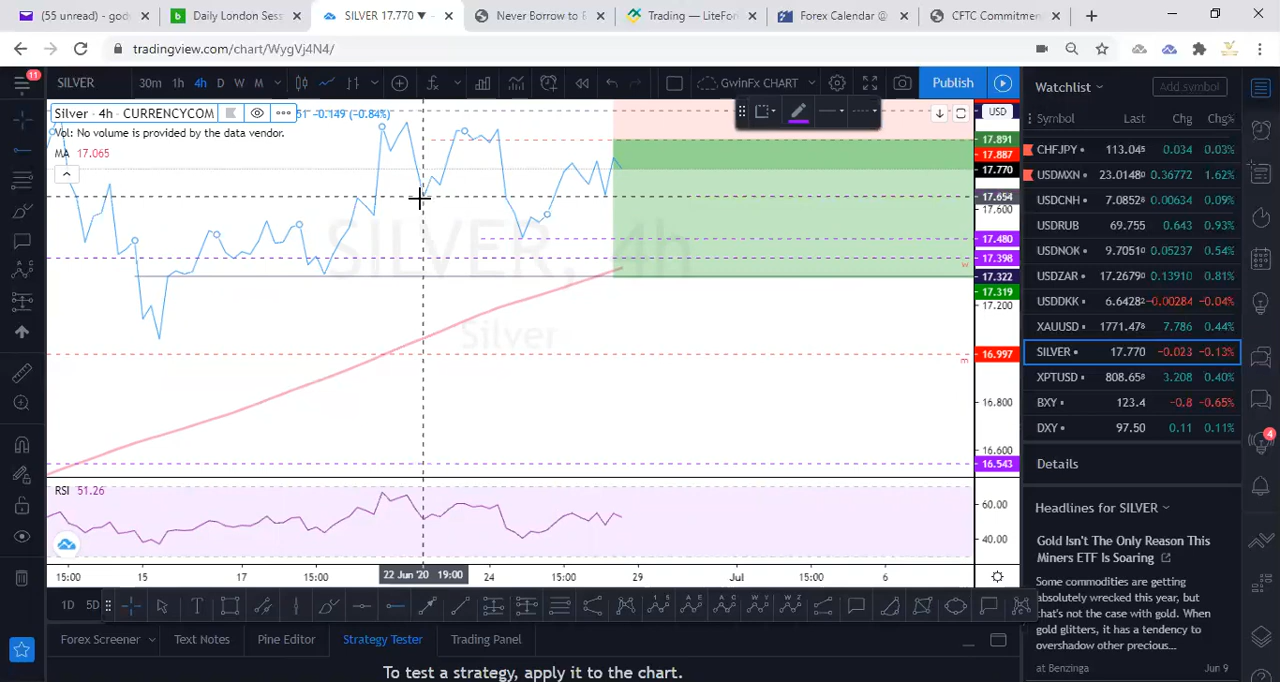 (55 unread) - gods
Daily London Sess
SILVER 17.770 ▼
Never Borrow to E
Trading — LiteFor
Forex Calendar @
CFTC Commitmen
tradingview.com/chart/WygVj4N4/
11
SILVER
30m 1h 4h D W M
GwinFx CHART
Publish
Watchlist
Add symbol
Silver · 4h · CURRENCYCOM
51 -0.149 (-0.84%)
Vol: No volume is provided by the data vendor.
MA 17.065
USD
17.891
17.887
17.770
17.654
17.600
17.480
17.398
17.322
17.319
17.200
16.997
16.800
16.600
16.543
SILVER 4h
Silver
W
Symbol Last Chg Chg%
CHFJPY 113.045 0.034 0.03%
USDMXN 23.0148 0.36772 1.62%
USDCNH 7.0852 0.00634 0.09%
USDRUB 69.755 0.643 0.93%
USDNOK 9.7051 0.05237 0.54%
USDZAR 17.2679 0.13910 0.81%
USDDKK 6.6428 -0.00284 -0.04%
XAUUSD 1771.47 7.786 0.44%
SILVER 17.770 -0.023 -0.13%
XPTUSD 808.65 3.208 0.40%
BXY 123.4 -0.8 -0.65%
DXY 97.50 0.11 0.11%
4
Details
Headlines for SILVER
Gold Isn't The Only Reason This
Miners ETF Is Soaring
Some commodities are getting
absolutely wrecked this year, but
that's not the case with gold. When
gold glitters, it has a tendency to
overshadow other precious...
at Benzinga Jun 9
RSI 51.26
60.00
40.00
15:00 15 17 15:00 22 Jun '20 19:00 24 15:00 29 Jul 15:00 6
1D 5D
Forex Screener
Text Notes
Pine Editor
Strategy Tester
Trading Panel
To test a strategy, apply it to the chart.